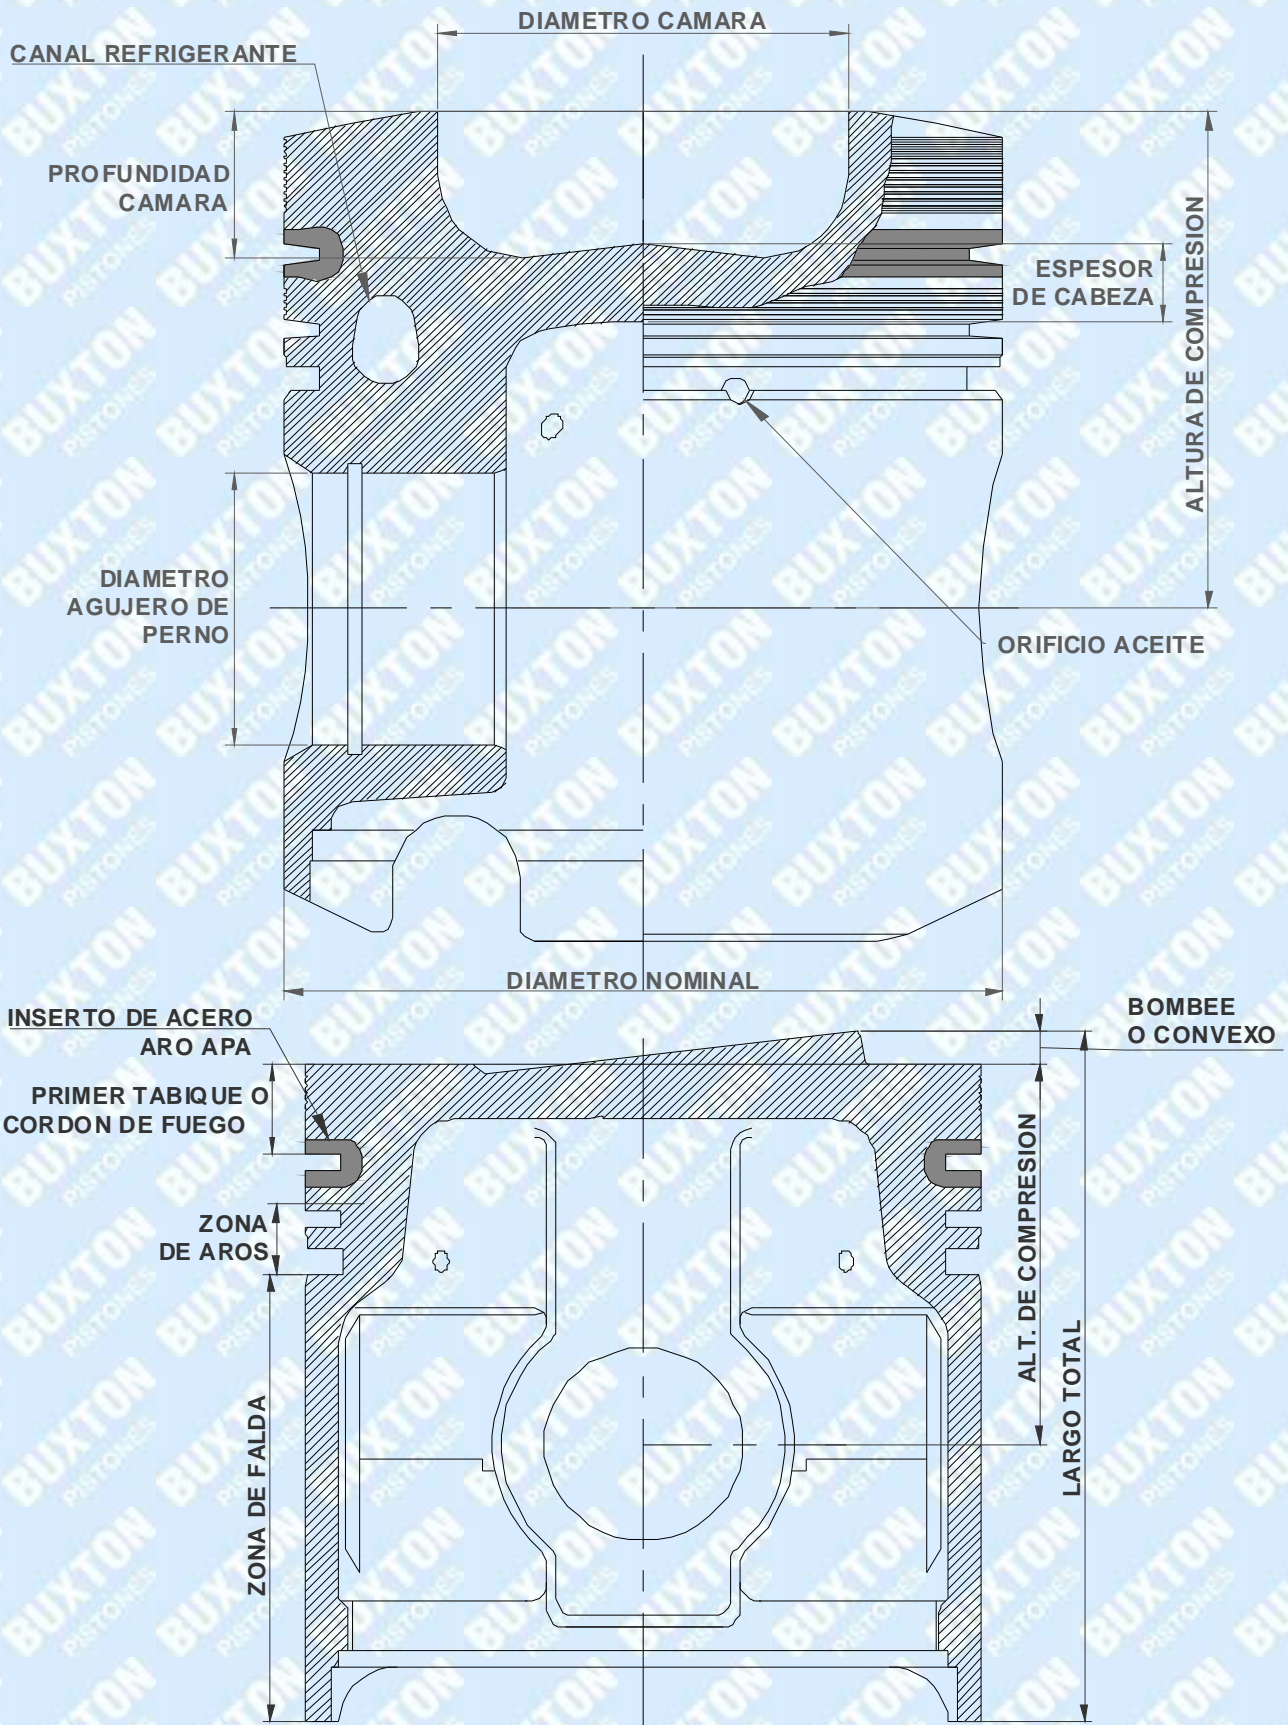 DIAMETRO CAMARA
CANAL REFRIGERANTE
PROFUNDIDAD
CAMARA
ESPESOR
DE CABEZA
ALTURA DE COMPRESION
DIAMETRO
AGUJERO DE
PERNO
ORIFICIO ACEITE
DIAMETRO NOMINAL
INSERTO DE ACERO
ARO APA
BOMBEE
O CONVEXO
PRIMER TABIQUE O
CORDON DE FUEGO
ZONA
DE AROS
ALT. DE COMPRESION
LARGO TOTAL
ZONA DE FALDA
BUXTON
PISTONES